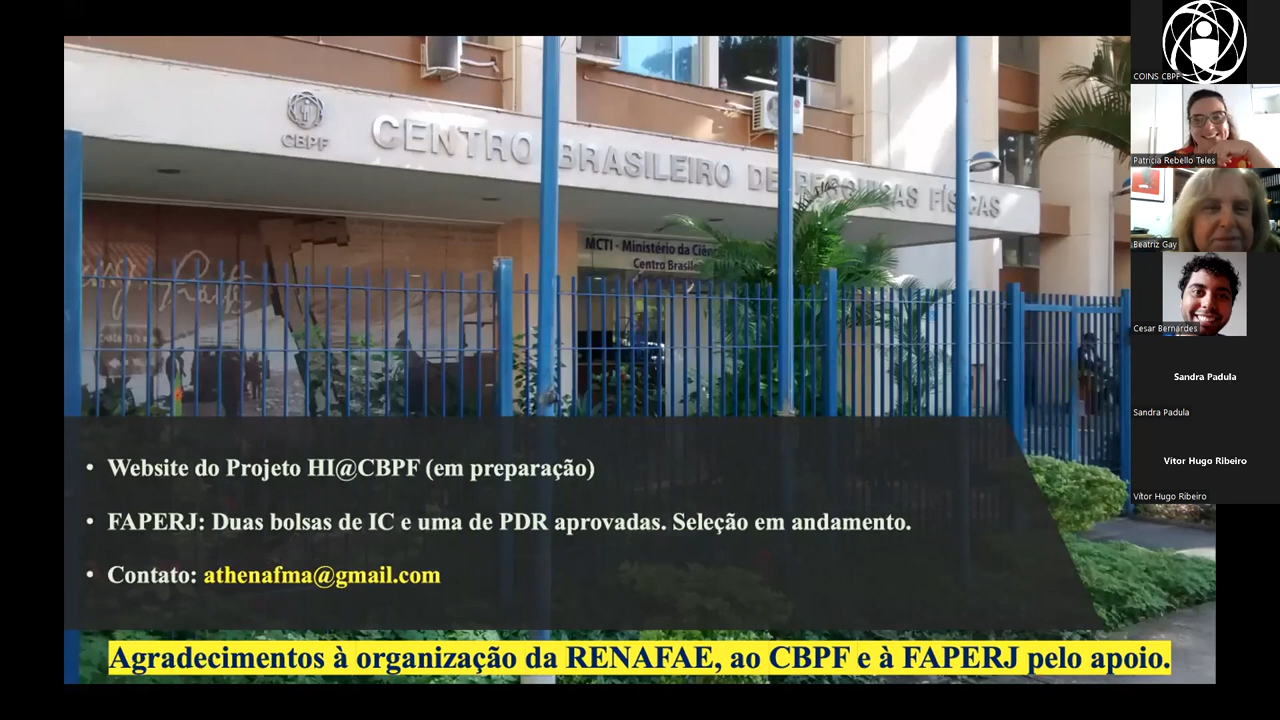 CBPF
CENTRO BRASILEIRO DE PESQUISAS FÍSICAS
MCTI - Ministério da Ciên
Centro Brasile
• Website do Projeto HI@CBPF (em preparação)
• FAPERJ: Duas bolsas de IC e uma de PDR aprovadas. Seleção em andamento.
• Contato: athenafma@gmail.com
Agradecimentos à organização da RENAFAE, ao CBPF e à FAPERJ pelo apoio.
COINS CBPF
Patricia Rebello Teles
Beatriz Gay
Cesar Bernardes
Sandra Padula
Sandra Padula
Vítor Hugo Ribeiro
Vítor Hugo Ribeiro